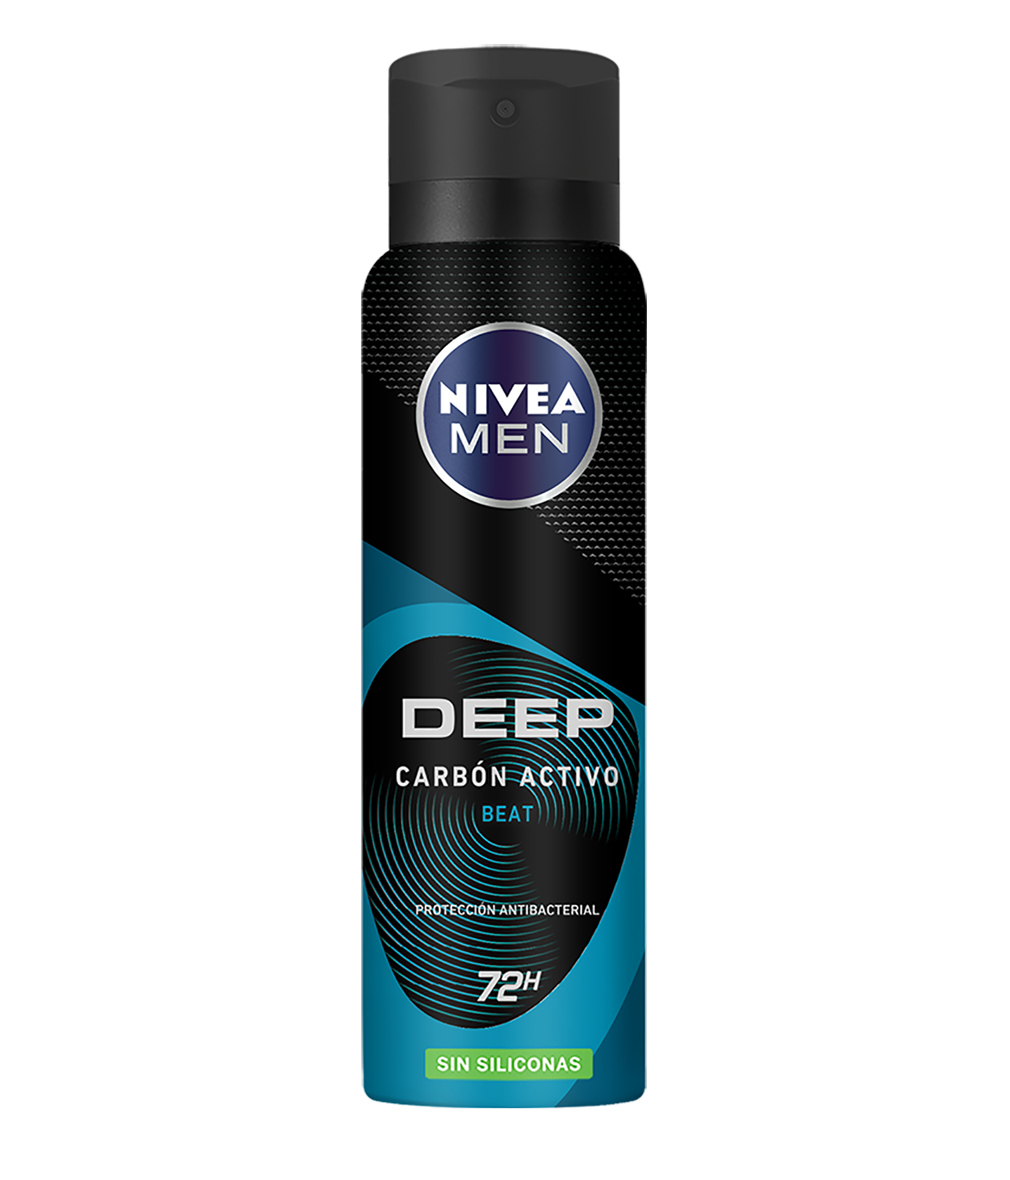 NIVEA
MEN
DEEP
CARBÓN ACTIVO
BEAT
PROTECCIÓN ANTIBACTERIAL
72H
SIN SILICONAS